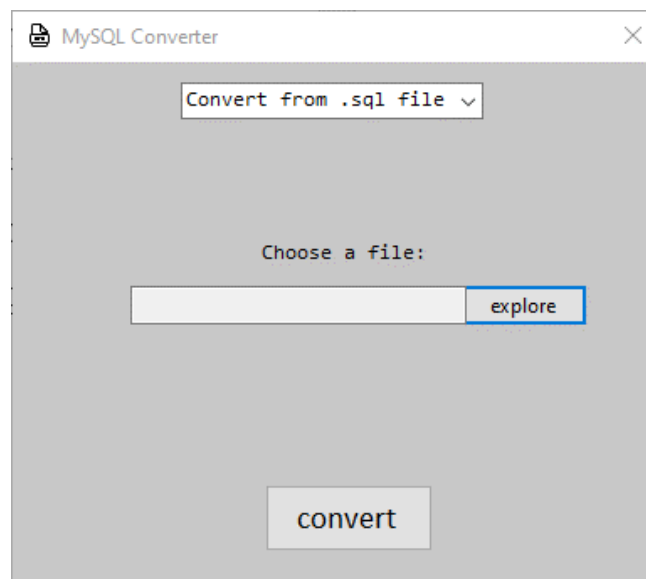 MySQL Converter
Convert from .sql file
Choose a file:
explore
convert